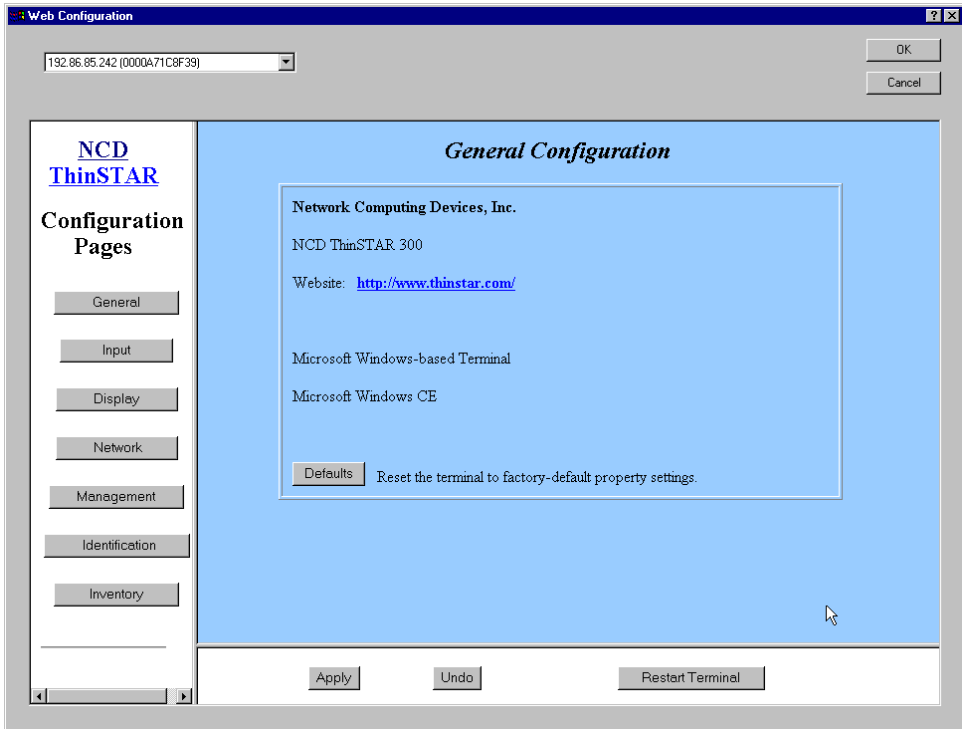 Web Configuration
192.86.85.242 (0000A71C8F39)
OK
Cancel
NCD
ThinSTAR
Configuration
Pages
General
Input
Display
Network
Management
Identification
Inventory
General Configuration
Network Computing Devices, Inc.
NCD ThinSTAR 300
Website: http://www.thinstar.com/
Microsoft Windows-based Terminal
Microsoft Windows CE
Defaults Reset the terminal to factory-default property settings.
Apply Undo Restart Terminal